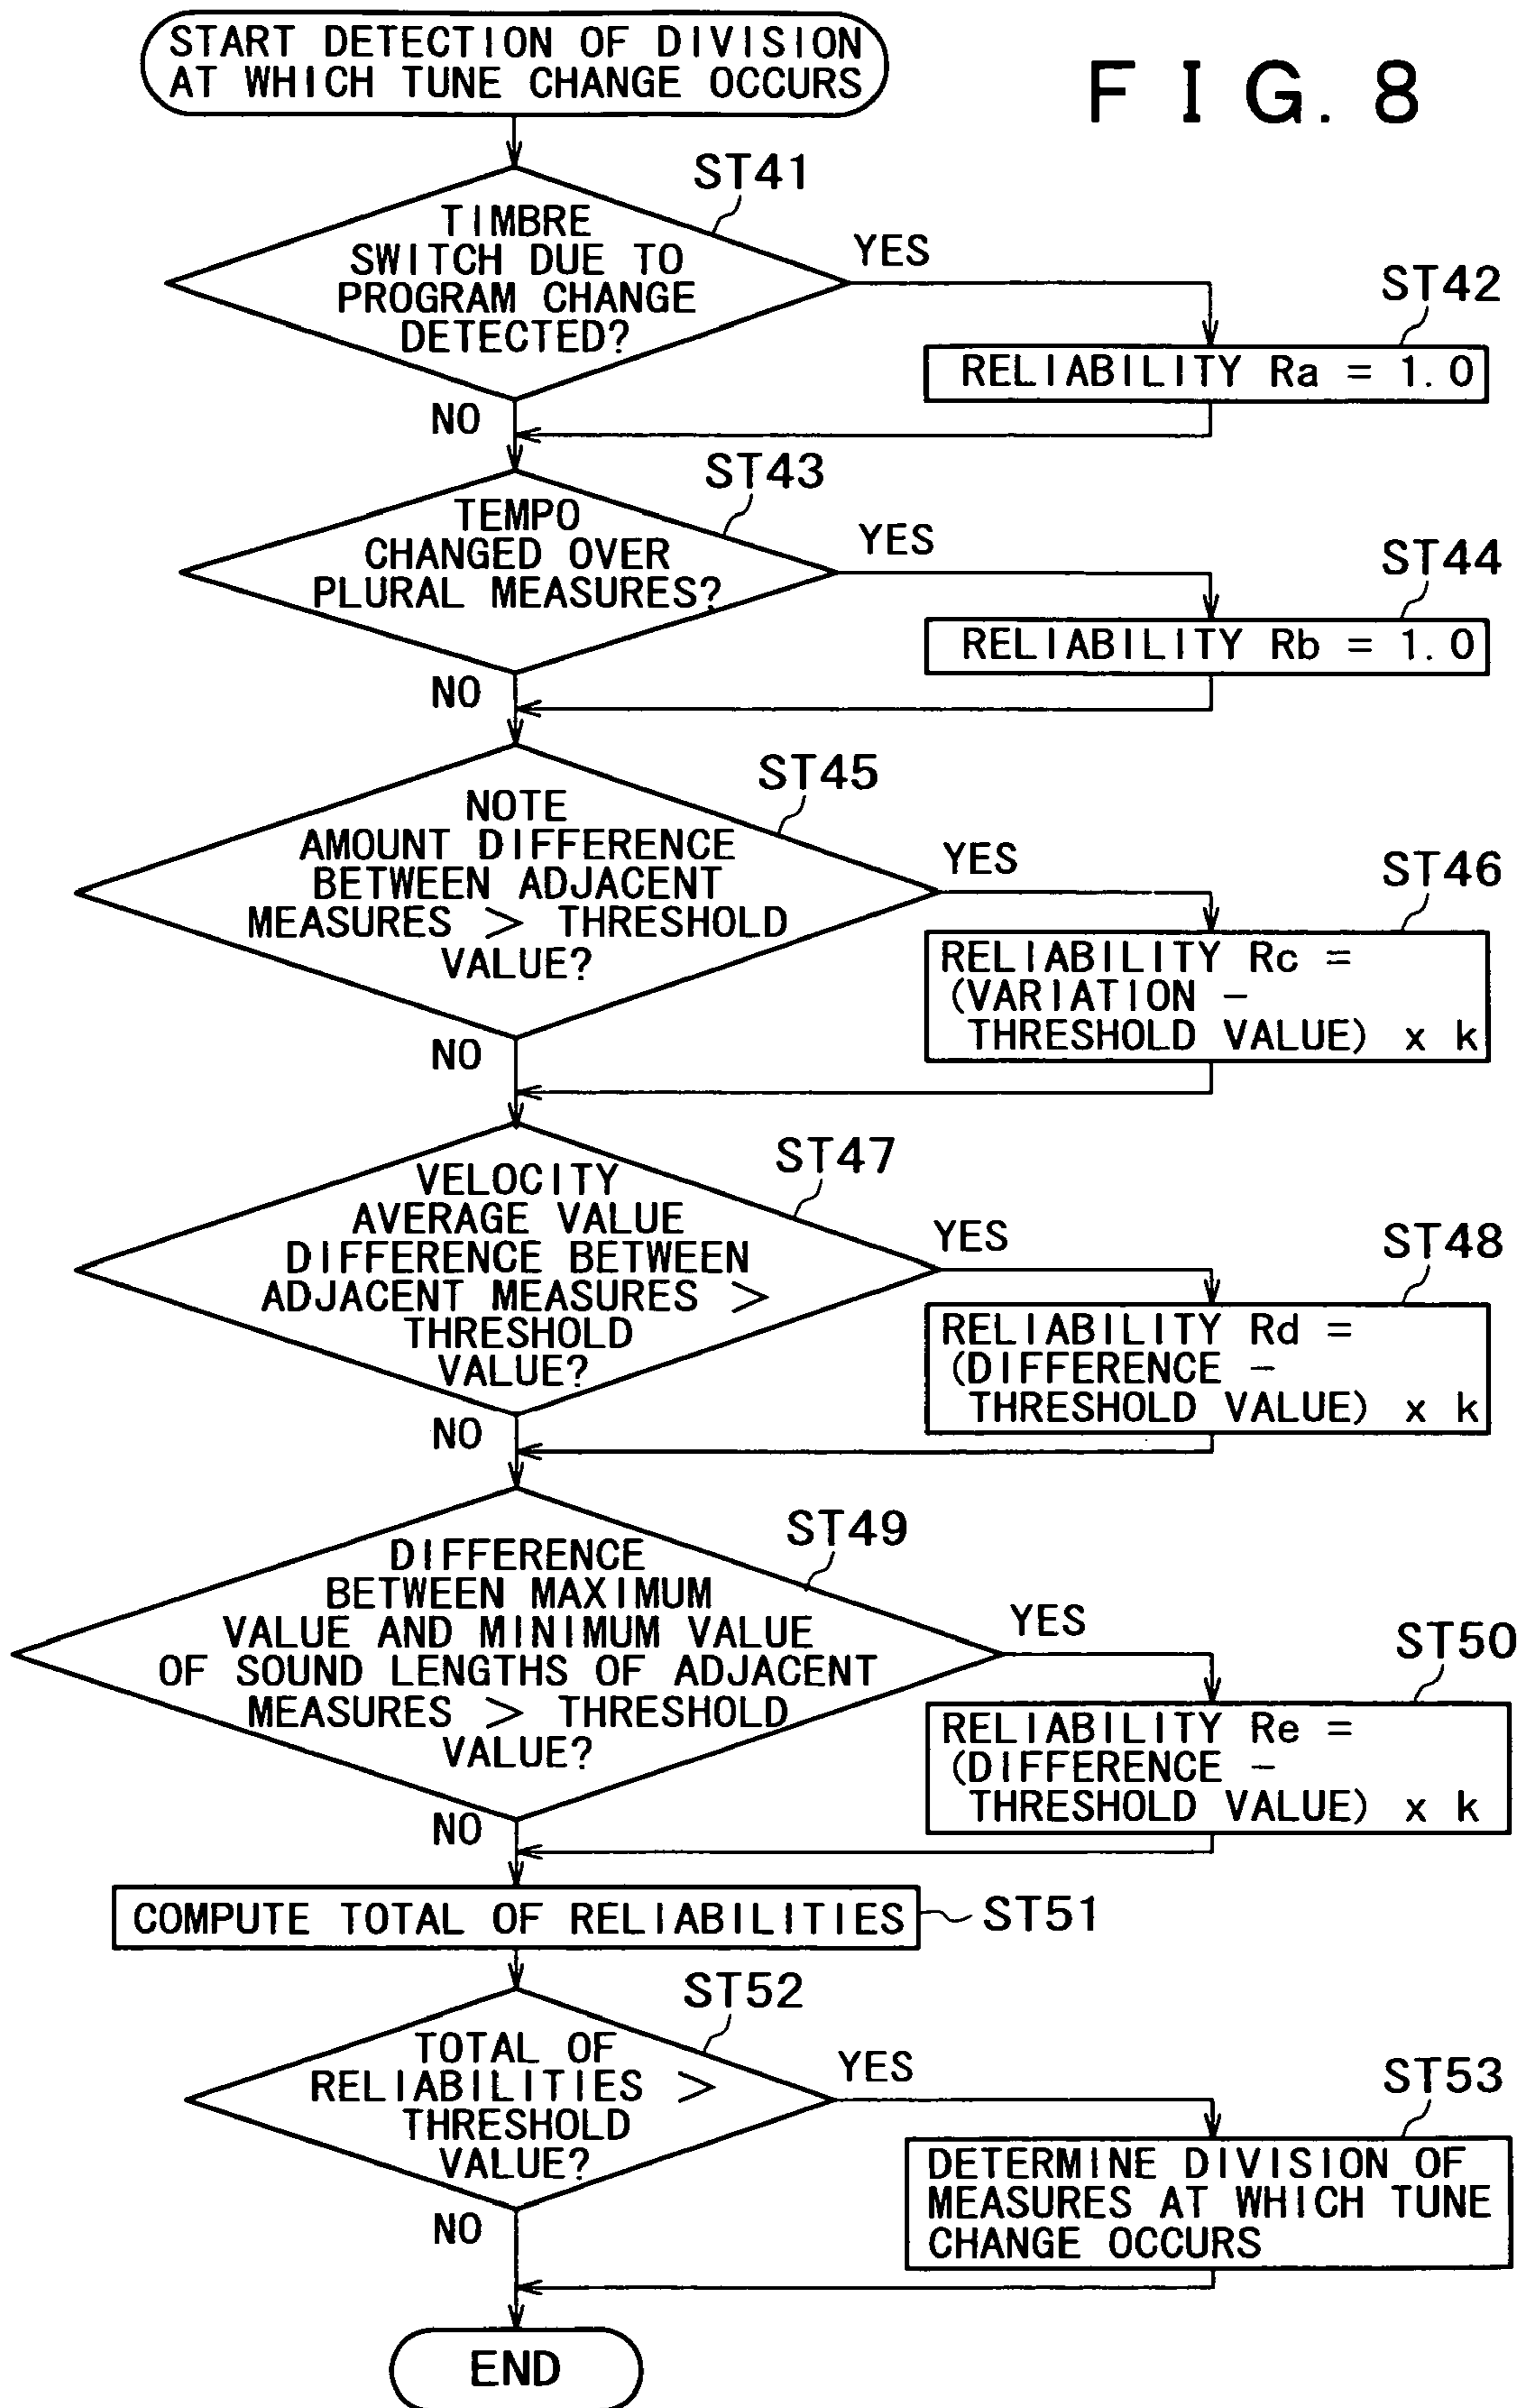 START DETECTION OF DIVISION
AT WHICH TUNE CHANGE OCCURS
FIG. 8
ST41
TIMBRE
SWITCH DUE TO
PROGRAM CHANGE
DETECTED?
YES
ST42
RELIABILITY Ra = 1.0
NO
ST43
TEMPO
CHANGED OVER
PLURAL MEASURES?
YES
ST44
RELIABILITY Rb = 1.0
NO
ST45
NOTE
AMOUNT DIFFERENCE
BETWEEN ADJACENT
MEASURES > THRESHOLD
VALUE?
YES
ST46
RELIABILITY Rc =
(VARIATION −
THRESHOLD VALUE) x k
NO
ST47
VELOCITY
AVERAGE VALUE
DIFFERENCE BETWEEN
ADJACENT MEASURES >
THRESHOLD
VALUE?
YES
ST48
RELIABILITY Rd =
(DIFFERENCE −
THRESHOLD VALUE) x k
NO
ST49
DIFFERENCE
BETWEEN MAXIMUM
VALUE AND MINIMUM VALUE
OF SOUND LENGTHS OF ADJACENT
MEASURES > THRESHOLD
VALUE?
YES
ST50
RELIABILITY Re =
(DIFFERENCE −
THRESHOLD VALUE) x k
NO
COMPUTE TOTAL OF RELIABILITIES
ST51
ST52
TOTAL OF
RELIABILITIES >
THRESHOLD
VALUE?
YES
ST53
DETERMINE DIVISION OF
MEASURES AT WHICH TUNE
CHANGE OCCURS
NO
END